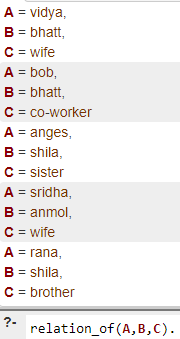 A = vidya,
B = bhatt,
C = wife
A = bob,
B = bhatt,
C = co-worker
A = anges,
B = shila,
C = sister
A = sridha,
B = anmol,
C = wife
A = rana,
B = shila,
C = brother
?- relation_of(A,B,C).